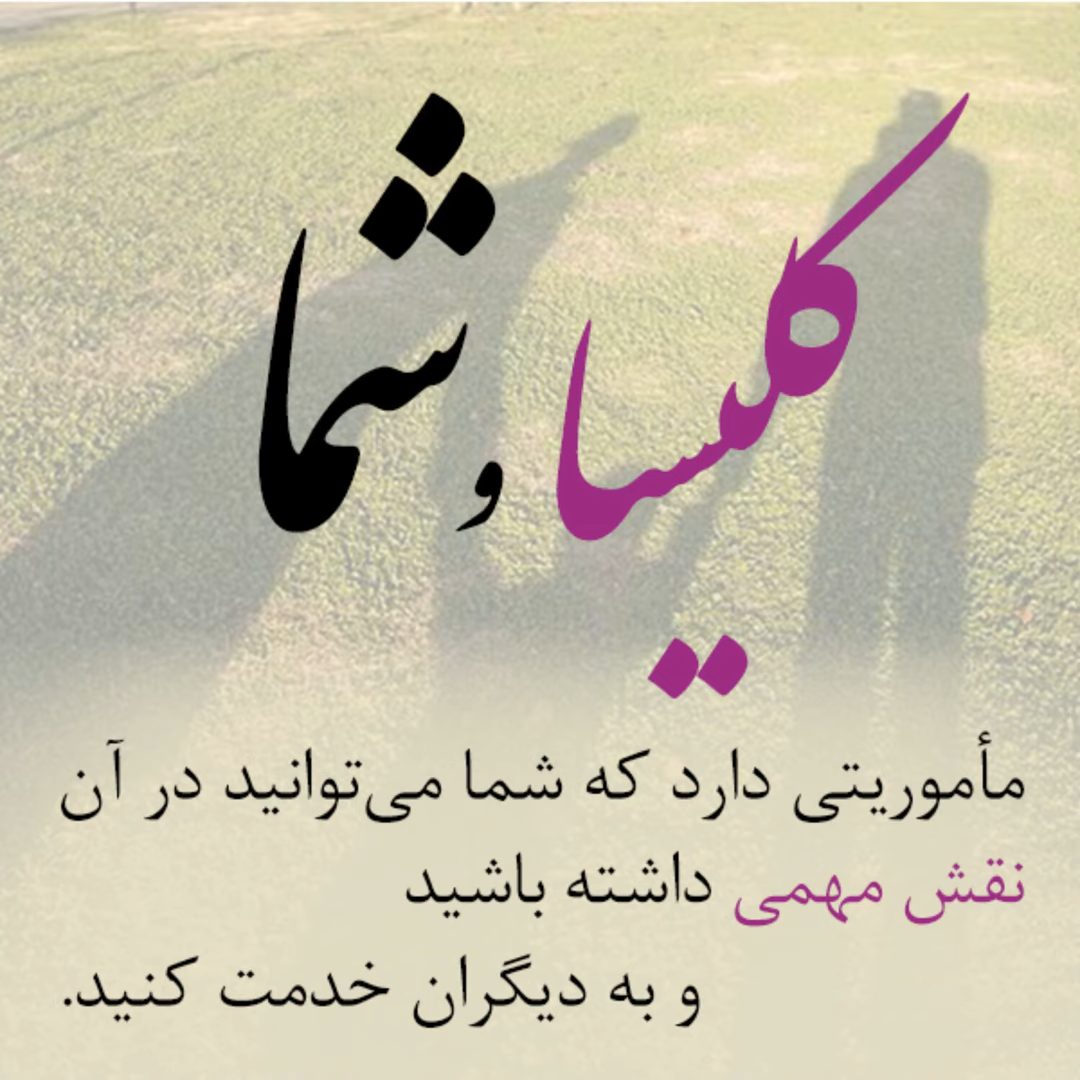 کلیسا و شما
مأموریتی دارد که شما می‌توانید در آن
نقش مهمی داشته باشید
و به دیگران خدمت کنید.